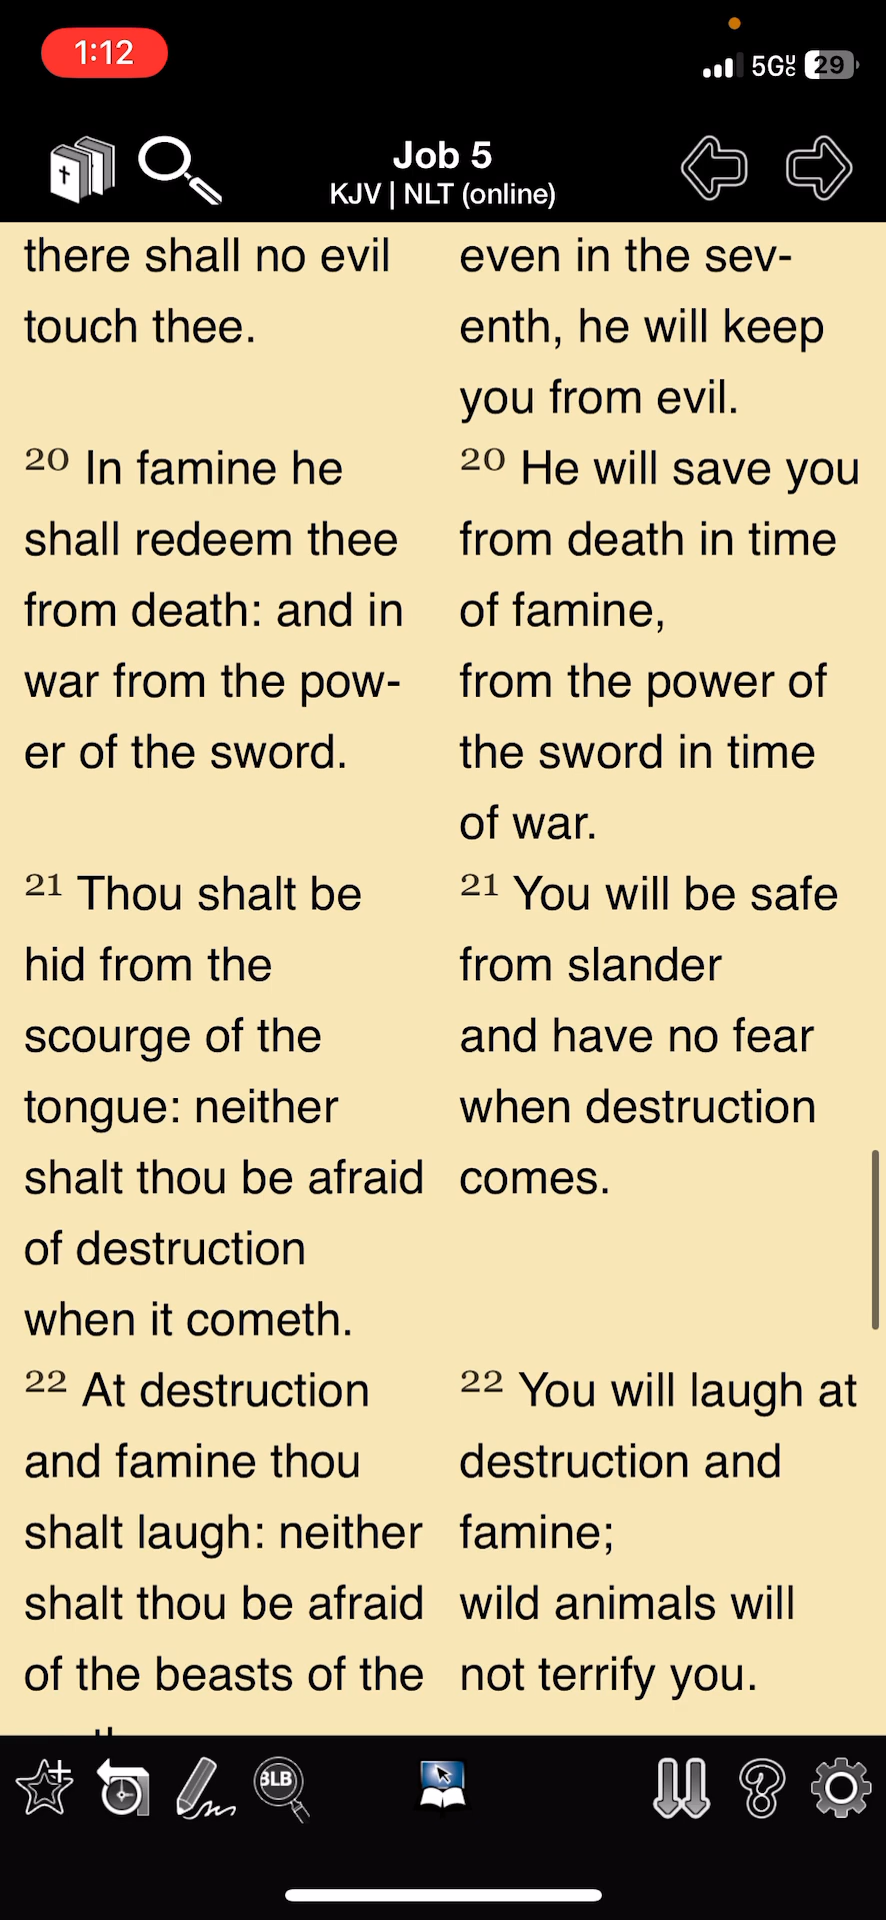 1:12
5GUC 29
Job 5
KJV | NLT (online)
there shall no evil
touch thee.
20 In famine he
shall redeem thee
from death: and in
war from the pow-
er of the sword.
21 Thou shalt be
hid from the
scourge of the
tongue: neither
shalt thou be afraid
of destruction
when it cometh.
22 At destruction
and famine thou
shalt laugh: neither
shalt thou be afraid
of the beasts of the
even in the sev-
enth, he will keep
you from evil.
20 He will save you
from death in time
of famine,
from the power of
the sword in time
of war.
21 You will be safe
from slander
and have no fear
when destruction
comes.
22 You will laugh at
destruction and
famine;
wild animals will
not terrify you.
BLB